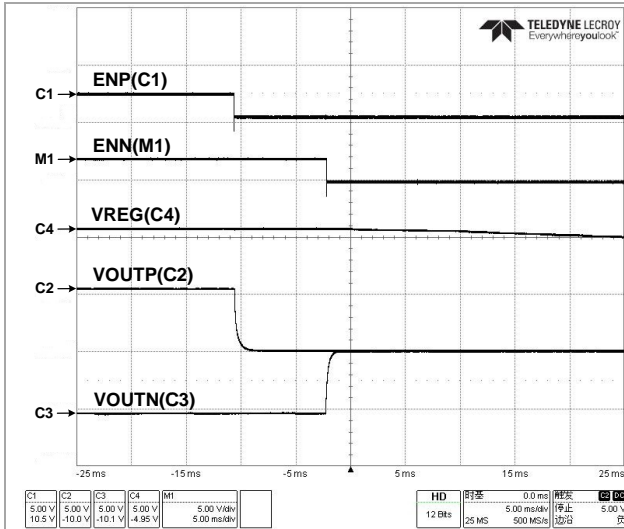 TELEDYNE LECROY
Everywhereyoulook™
ENP(C1)
C1
ENN(M1)
M1
VREG(C4)
C4
VOUTP(C2)
C2
VOUTN(C3)
C3
-25 ms -15 ms -5 ms 5 ms 15 ms 25 ms
C1 C2 C3 C4 M1
5.00 V 5.00 V 5.00 V 5.00 V 5.00 V/div
10.5 V -10.0 V -10.1 V -4.95 V 5.00 ms/div
HD 时基 0.0 ms 触发 C2 DC
12 Bits 5.00 ms/div 停止 5.00 V
25 MS 500 MS/s 边沿 负